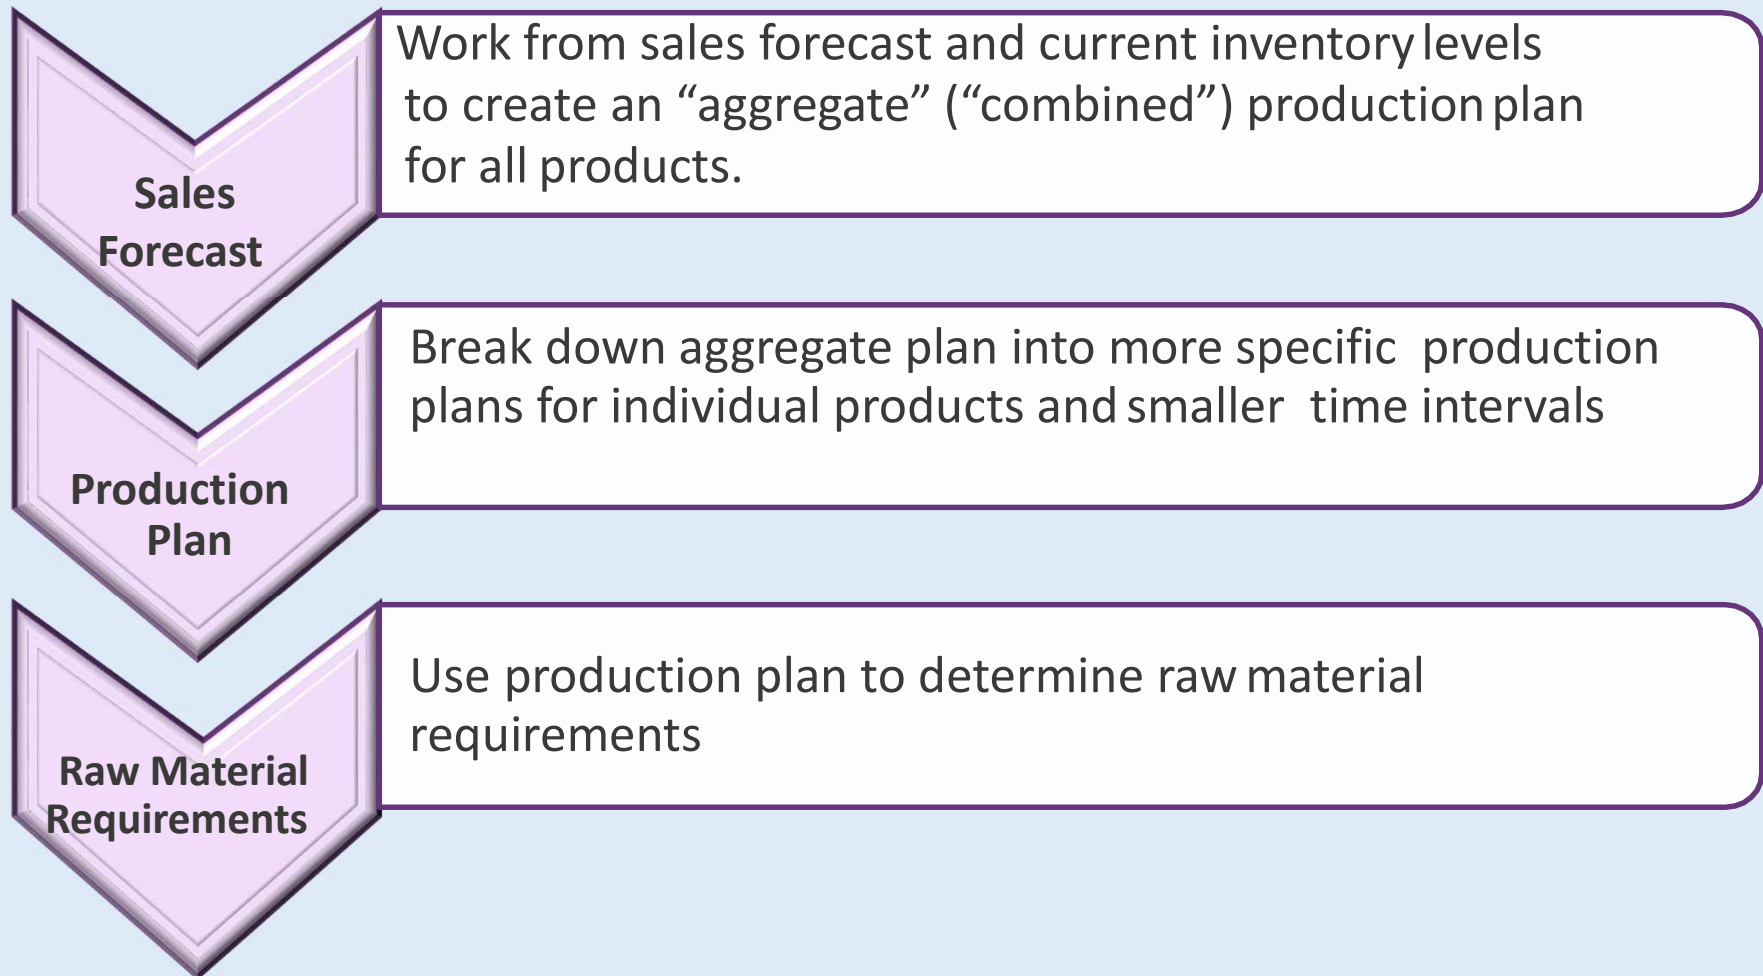 Sales
Forecast
Work from sales forecast and current inventory levels
to create an “aggregate” (“combined”) production plan
for all products.
Production
Plan
Break down aggregate plan into more specific production
plans for individual products and smaller time intervals
Raw Material
Requirements
Use production plan to determine raw material
requirements